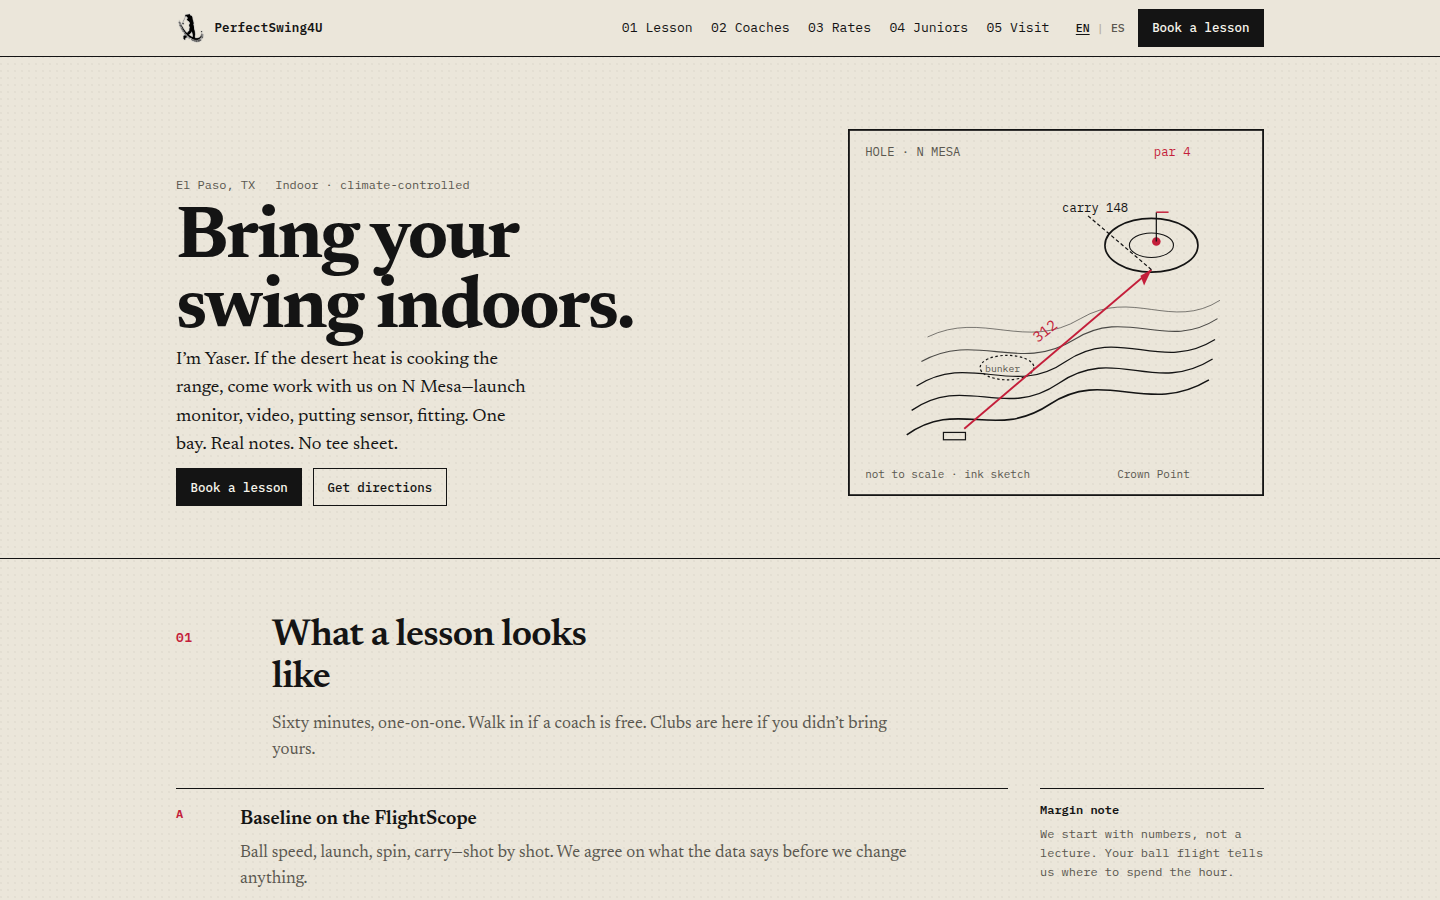 PerfectSwing4U
01 Lesson 02 Coaches 03 Rates 04 Juniors 05 Visit EN | ES Book a lesson
El Paso, TX Indoor · climate-controlled
Bring your
swing indoors.
I’m Yaser. If the desert heat is cooking the
range, come work with us on N Mesa—launch
monitor, video, putting sensor, fitting. One
bay. Real notes. No tee sheet.
Book a lesson Get directions
HOLE · N MESA par 4
carry 148
312
bunker
not to scale · ink sketch Crown Point
01
What a lesson looks
like
Sixty minutes, one-on-one. Walk in if a coach is free. Clubs are here if you didn’t bring
yours.
A
Baseline on the FlightScope
Ball speed, launch, spin, carry—shot by shot. We agree on what the data says before we change
anything.
Margin note
We start with numbers, not a
lecture. Your ball flight tells
us where to spend the hour.